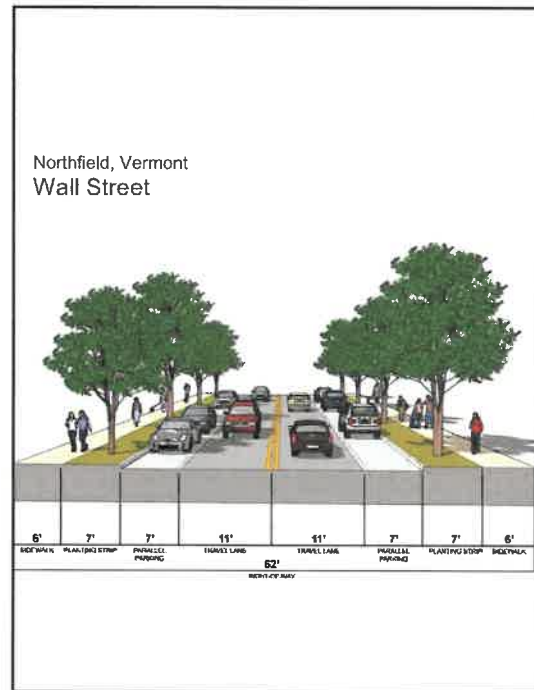 Northfield, Vermont
Wall Street
6' 7' 7' 11' 11' 7' 7' 6'
SIDEWALK PLANTING STRIP PARALLEL PARKING TRAVEL LANE TRAVEL LANE PARALLEL PARKING PLANTING STRIP SIDEWALK
62'
RIGHT-OF-WAY